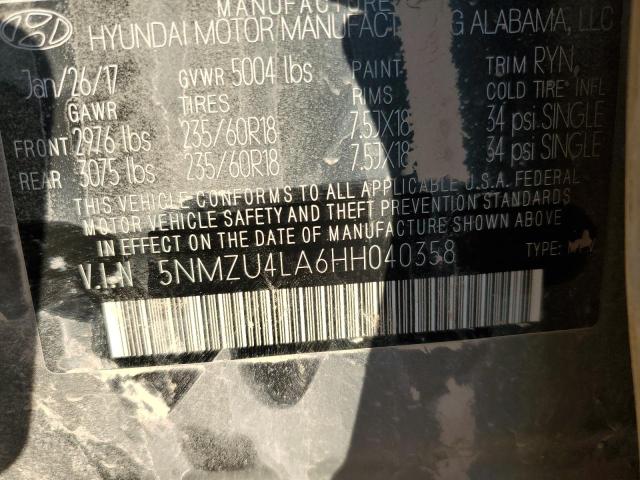 MANUFACTURE
HYUNDAI MOTOR ALABAMA, LLC
Jan/26/17 GVWR 5004 lbs PAINT TRIM RYN
GAWR TIRES RIMS COLD TIRE INFL
FRONT 2976 lbs 235/60R18 7.5JX18 34 psi SINGLE
REAR 3075 lbs 235/60R18 7.5JX18 34 psi SINGLE
THIS VEHICLE CONFORMS TO ALL APPLICABLE U.S.A. FEDERAL
MOTOR VEHICLE SAFETY AND THEFT PREVENTION STANDARDS
IN EFFECT ON THE DATE OF MANUFACTURE SHOWN ABOVE
V.I.N 5NMZU4LA6HH040358 TYPE: